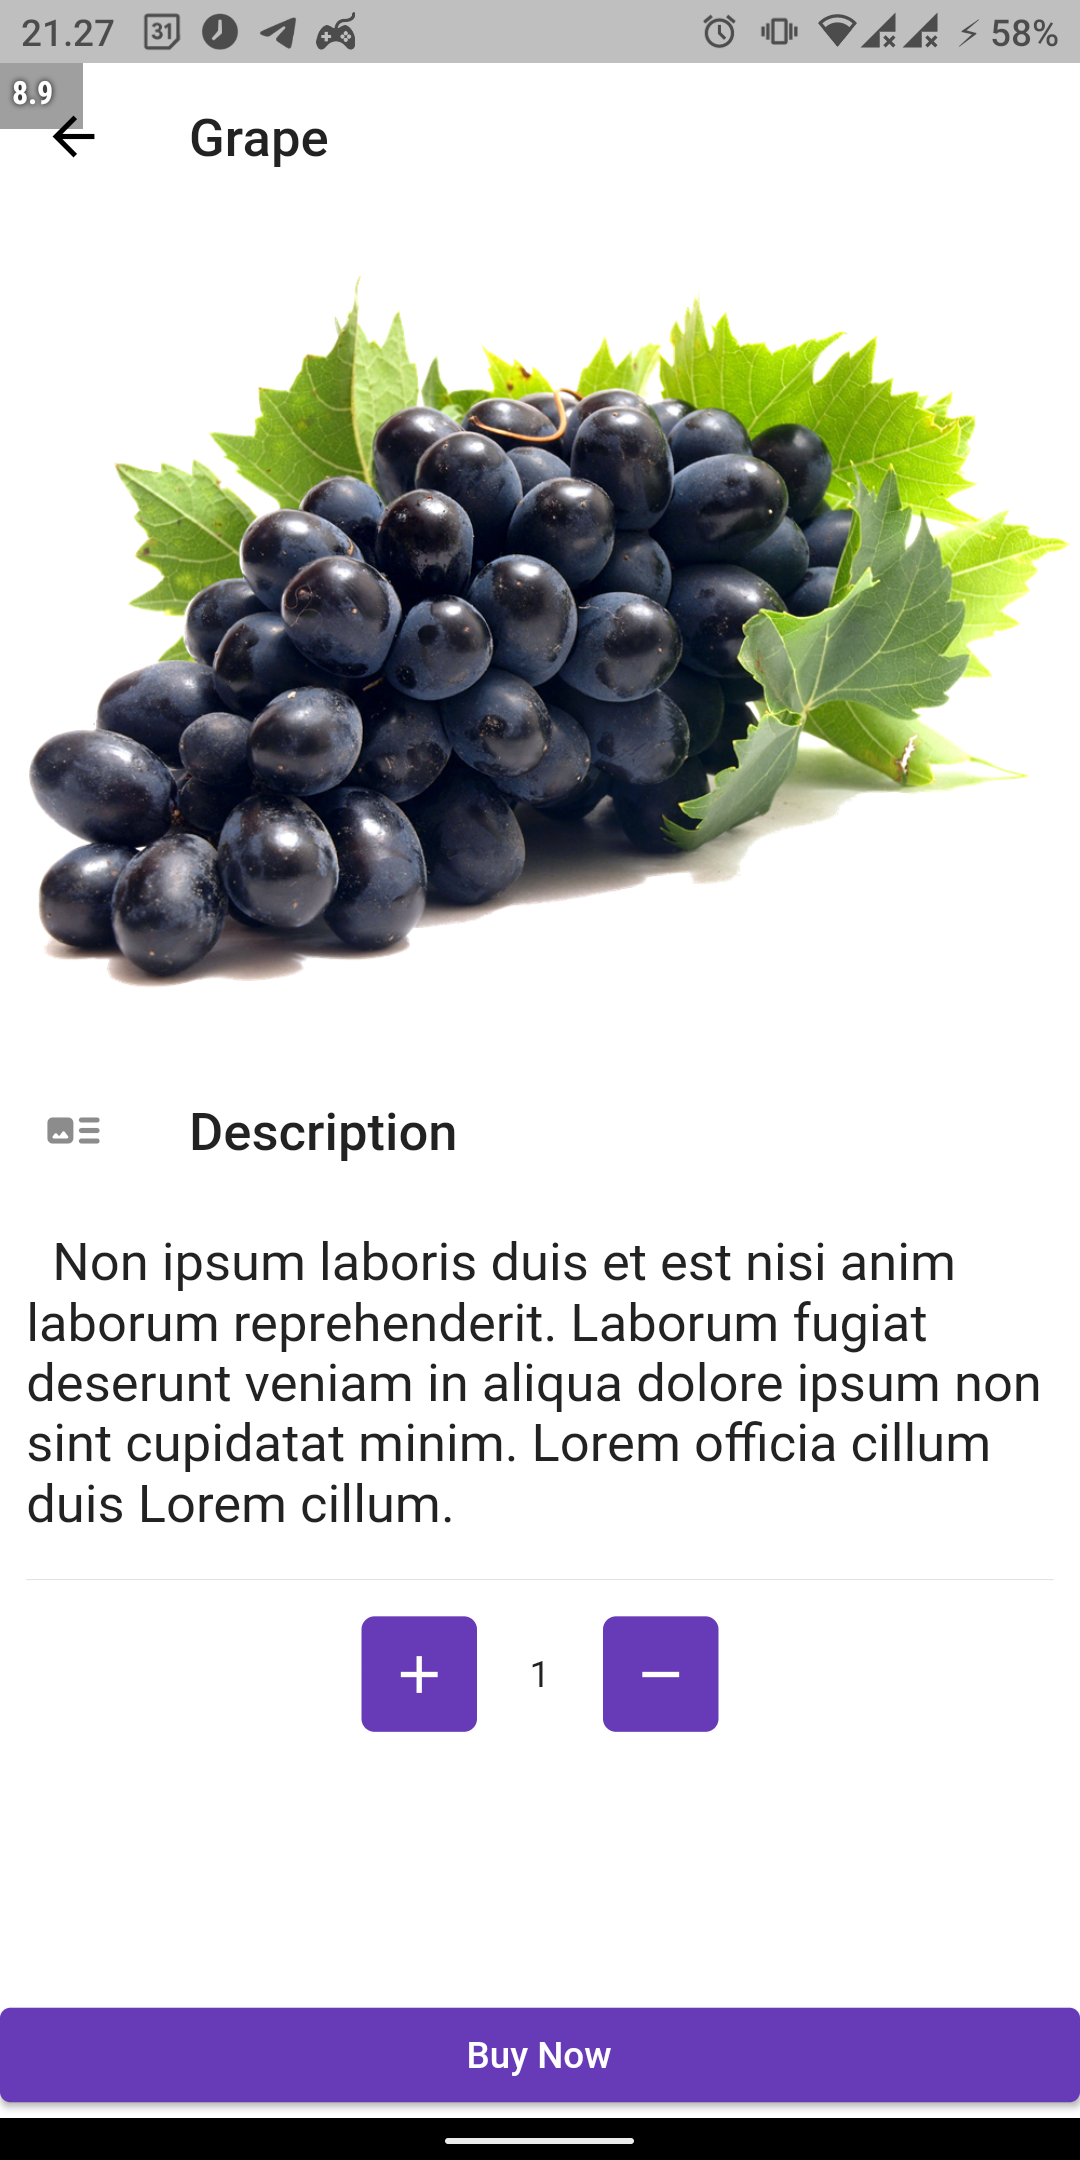 21.27 31 58%
8.9
Grape
Description
Non ipsum laboris duis et est nisi anim
laborum reprehenderit. Laborum fugiat
deserunt veniam in aliqua dolore ipsum non
sint cupidatat minim. Lorem officia cillum
duis Lorem cillum.
1
Buy Now